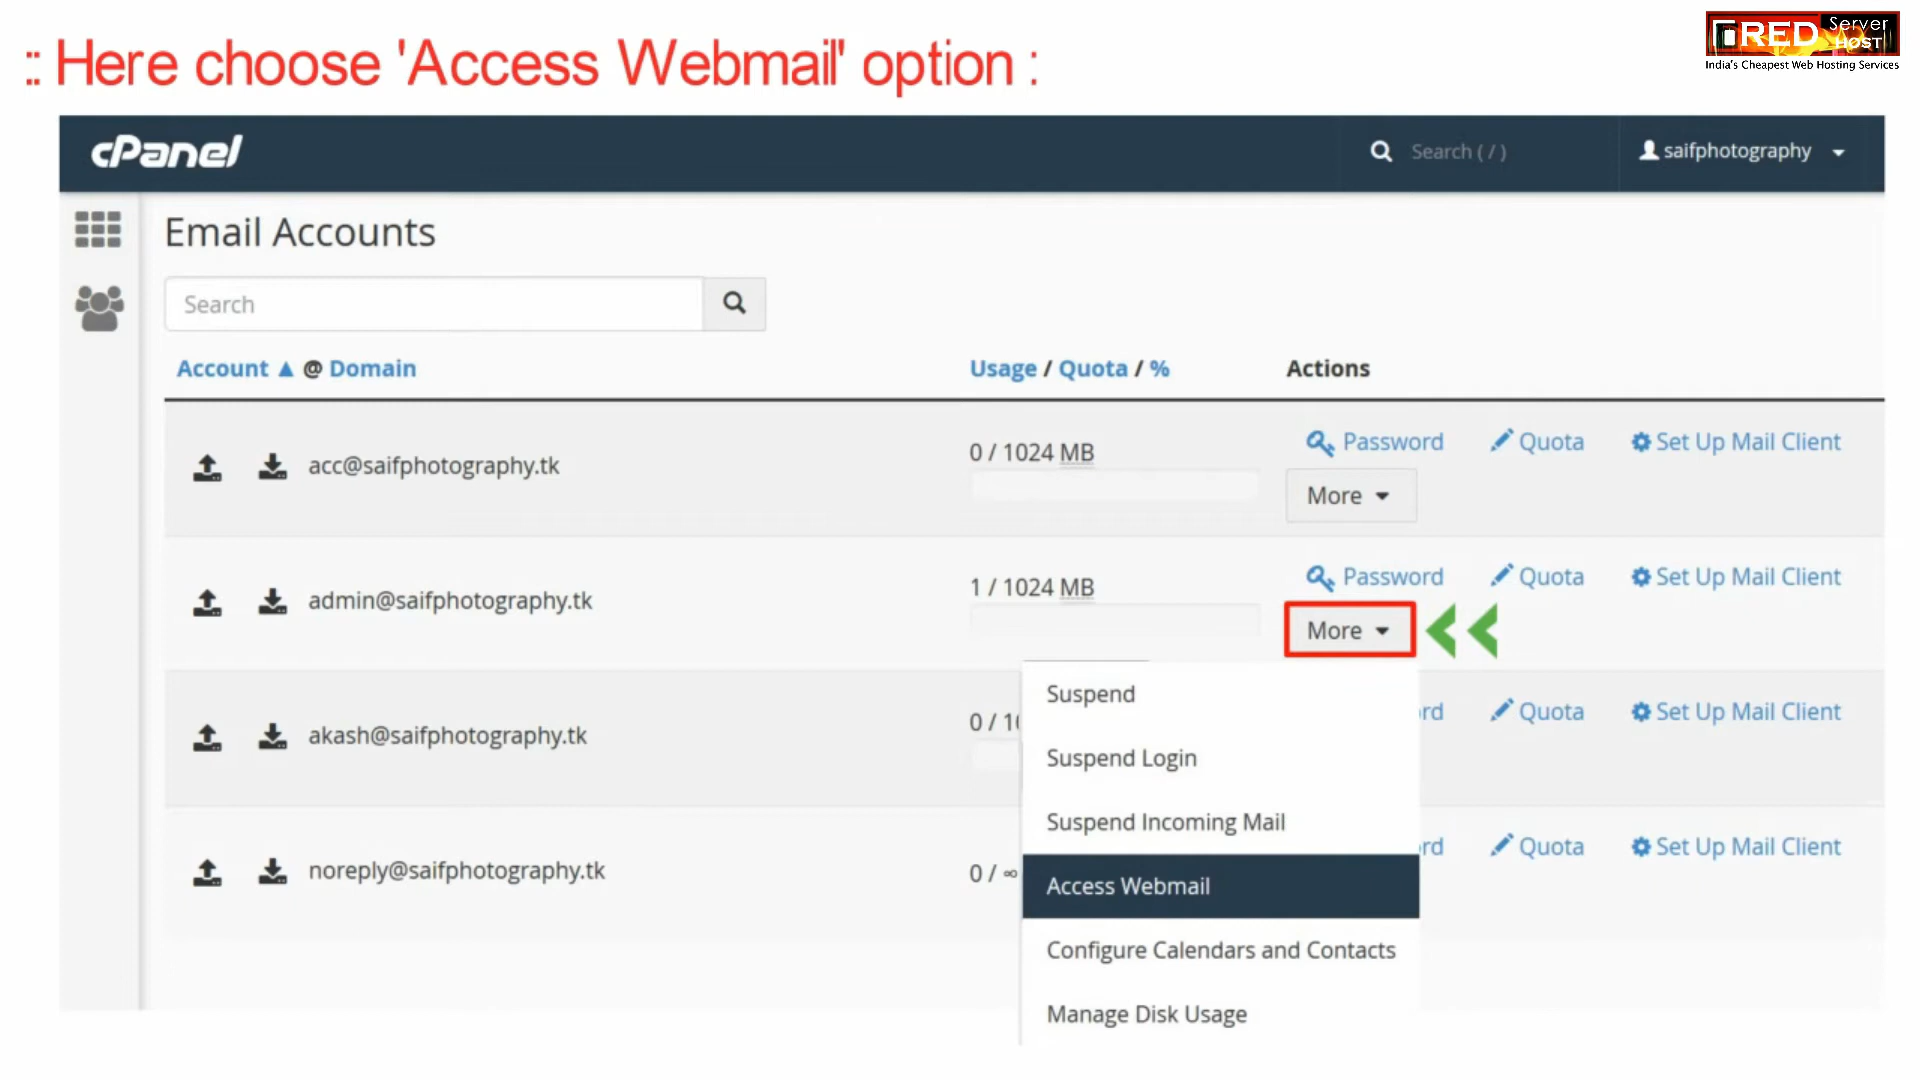 :: Here choose 'Access Webmail' option :
RED Server HOST
India's Cheapest Web Hosting Services
cPanel
Search ( / )
saifphotography
Email Accounts
Search
Account ▲ @ Domain
Usage / Quota / %
Actions
acc@saifphotography.tk
0 / 1024 MB
Password
Quota
Set Up Mail Client
More
admin@saifphotography.tk
1 / 1024 MB
Password
Quota
Set Up Mail Client
More
akash@saifphotography.tk
0 / 10
rd
Quota
Set Up Mail Client
noreply@saifphotography.tk
0 / ∞
rd
Quota
Set Up Mail Client
Suspend
Suspend Login
Suspend Incoming Mail
Access Webmail
Configure Calendars and Contacts
Manage Disk Usage